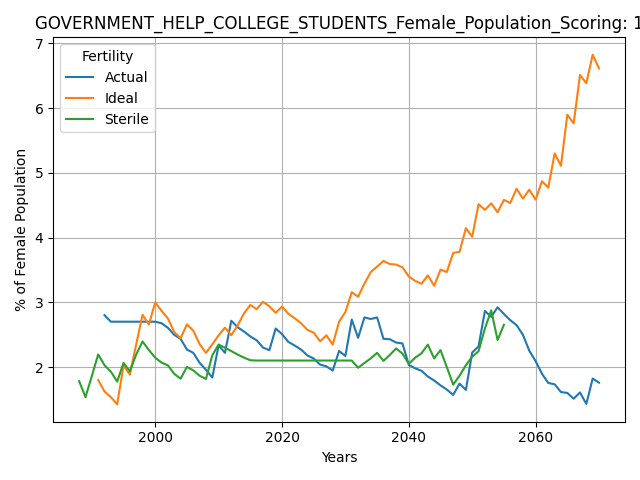 GOVERNMENT_HELP_COLLEGE_STUDENTS_Female_Population_Scoring: 1
Fertility
Actual
Ideal
Sterile
% of Female Population
7
6
5
4
3
2
2000 2020 2040 2060
Years